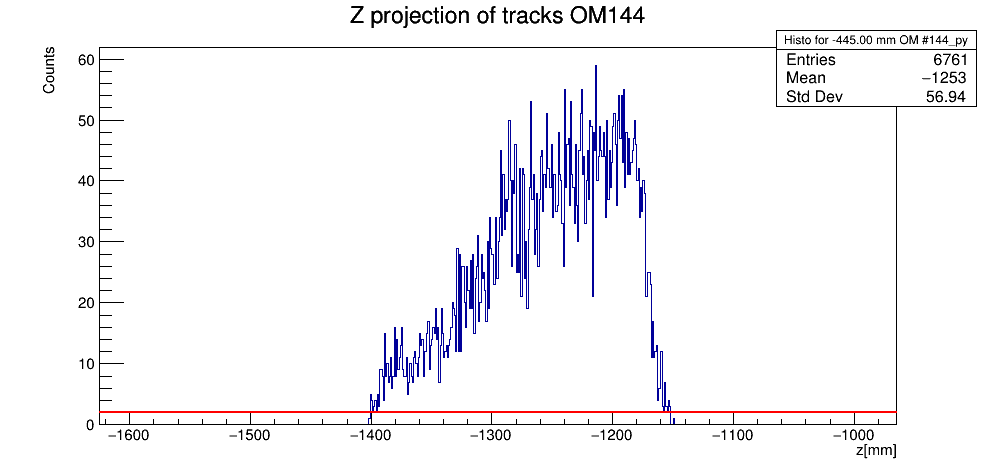 Z projection of tracks OM144
Histo for -445.00 mm OM #144_py
Entries 6761
Mean −1253
Std Dev 56.94
Counts
60
50
40
30
20
10
0
−1600 −1500 −1400 −1300 −1200 −1100 −1000
z[mm]